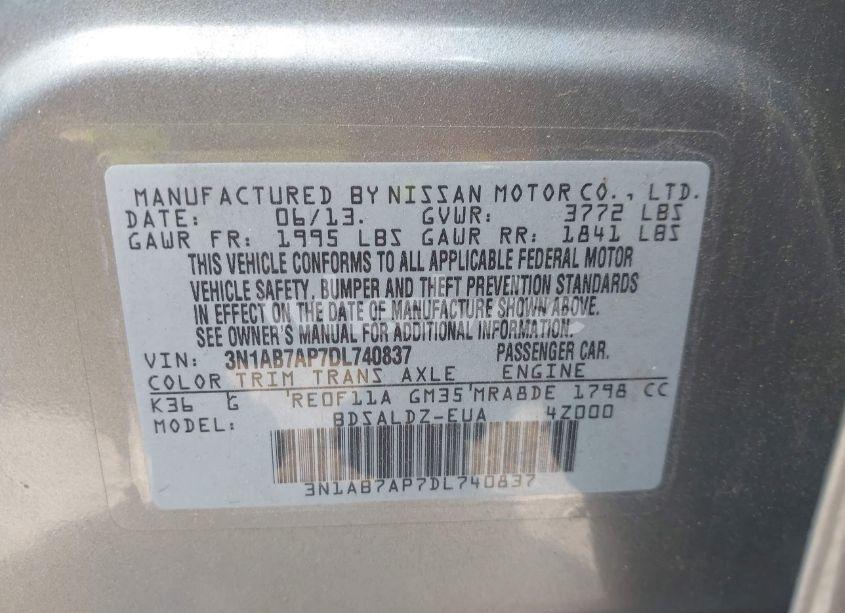 MANUFACTURED BY NISSAN MOTOR CO., LTD.
DATE: 06/13. GVWR: 3772 LBS
GAWR FR: 1995 LBS GAWR RR: 1841 LBS
THIS VEHICLE CONFORMS TO ALL APPLICABLE FEDERAL MOTOR
VEHICLE SAFETY, BUMPER AND THEFT PREVENTION STANDARDS
IN EFFECT ON THE DATE OF MANUFACTURE SHOWN ABOVE.
SEE OWNER'S MANUAL FOR ADDITIONAL INFORMATION.
VIN: 3N1AB7AP7DL740837 PASSENGER CAR.
COLOR TRIM TRANS AXLE ENGINE
K36 G RE0F11A GM35 MRA8DE 1798 CC
MODEL: BDSALDZ-EUA 4Z000
3N1AB7AP7DL740837